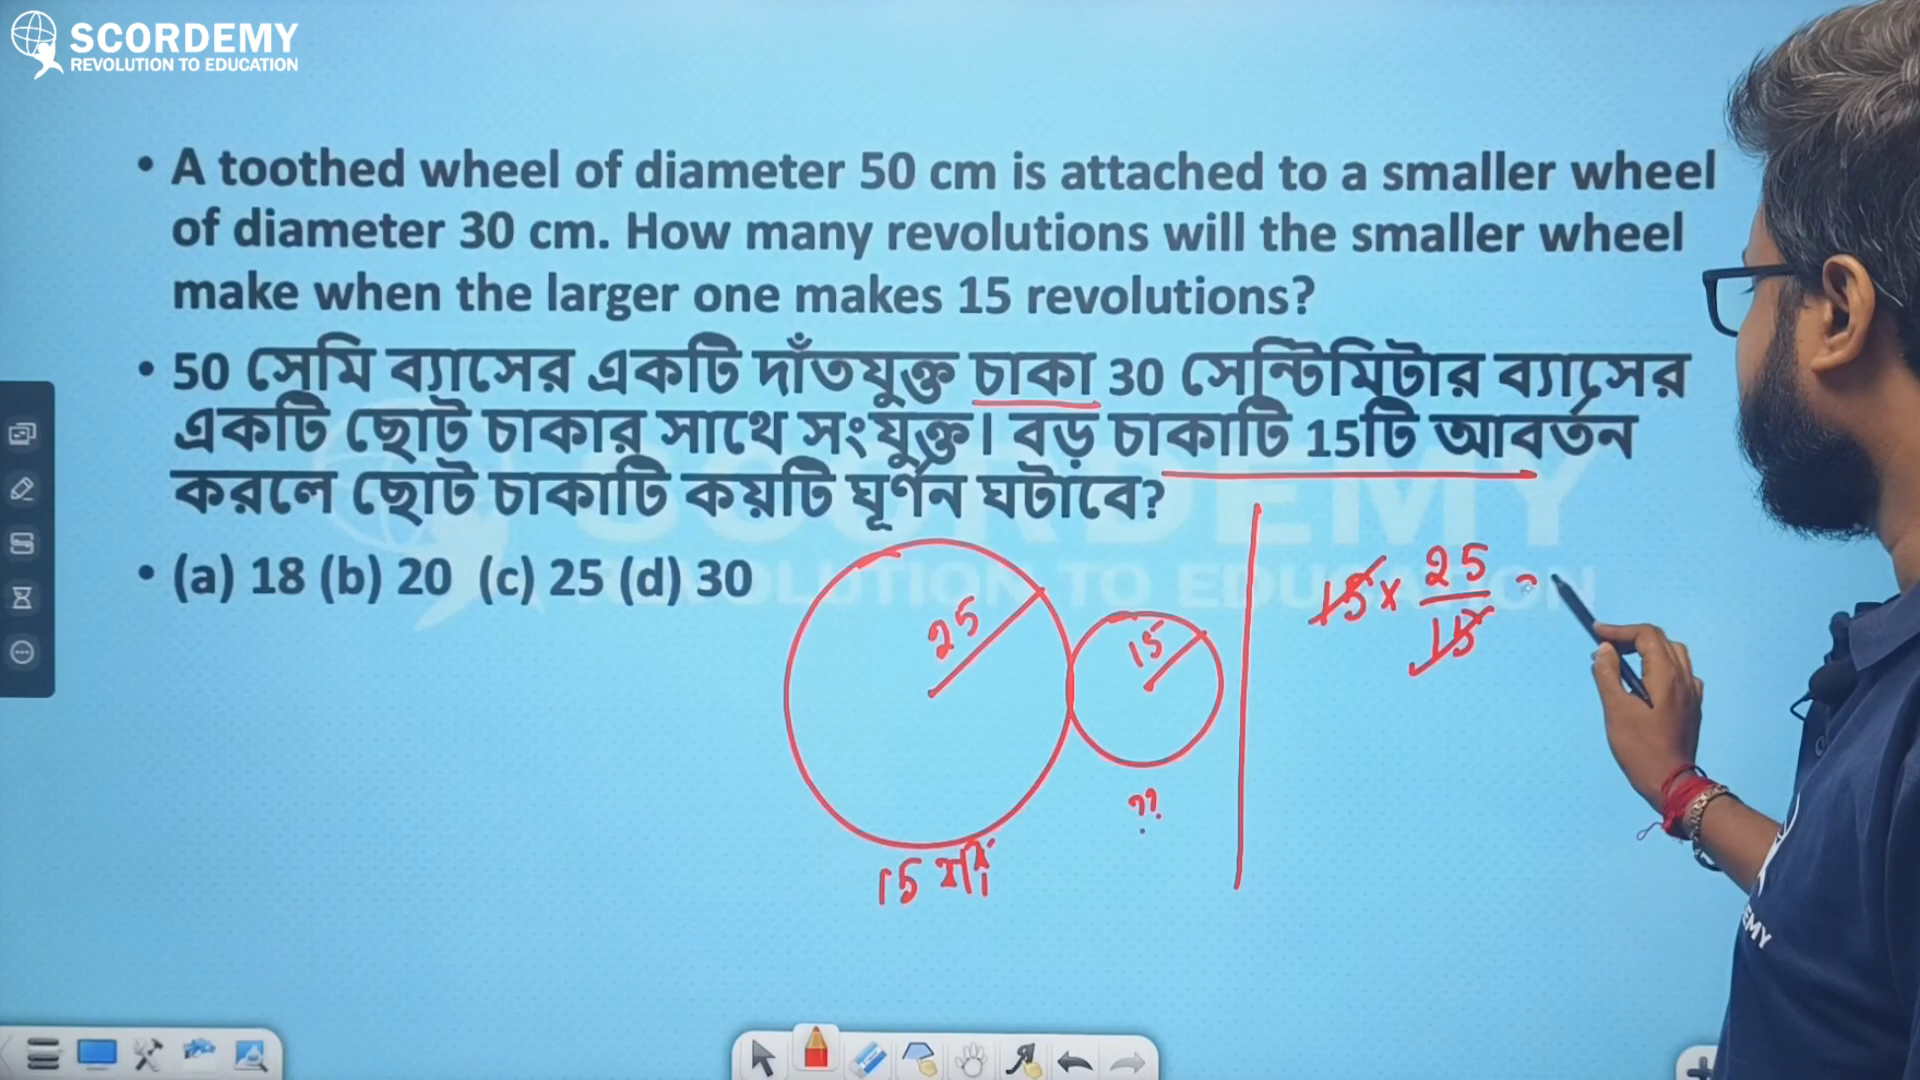 SCORDEMY
REVOLUTION TO EDUCATION
• A toothed wheel of diameter 50 cm is attached to a smaller wheel
of diameter 30 cm. How many revolutions will the smaller wheel
make when the larger one makes 15 revolutions?
• 50 সেমি ব্যাসের একটি দাঁতযুক্ত চাকা 30 সেন্টিমিটার ব্যাসের
একটি ছোট চাকার সাথে সংযুক্ত। বড় চাকাটি 15টি আবর্তন
করলে ছোট চাকাটি কয়টি ঘূর্ণন ঘটাবে?
• (a) 18 (b) 20 (c) 25 (d) 30
25
15
15 × 25
15
??
15